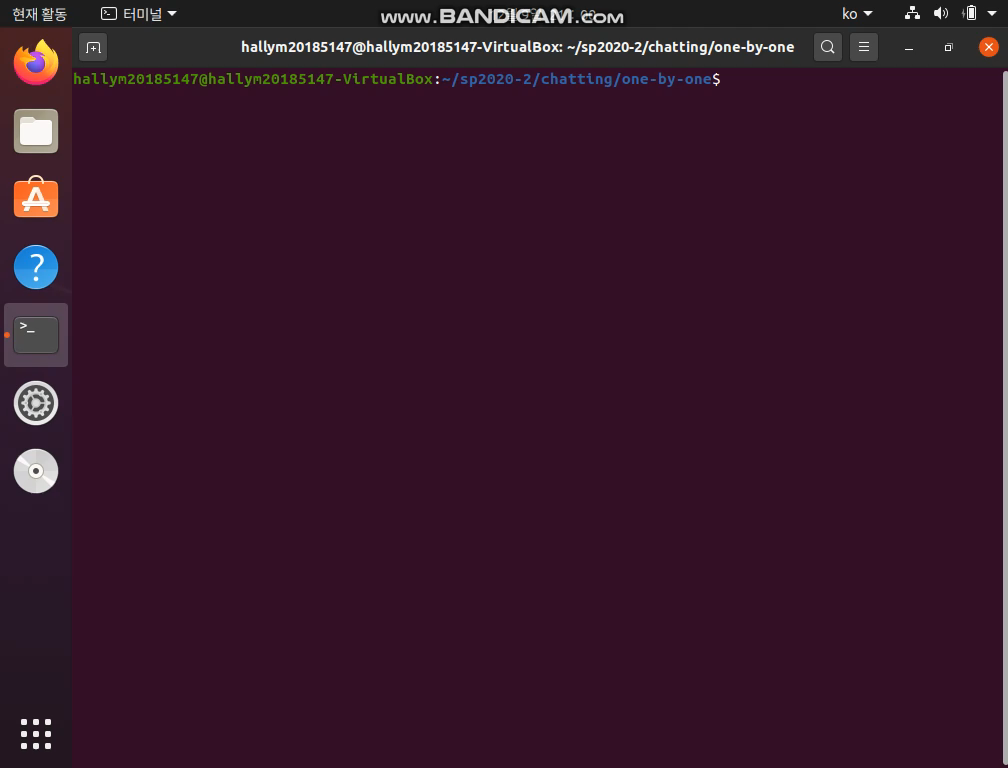 현재 활동
터미널
www.BANDICAM.com
ko
hallym20185147@hallym20185147-VirtualBox: ~/sp2020-2/chatting/one-by-one
hallym20185147@hallym20185147-VirtualBox:~/sp2020-2/chatting/one-by-one$
>_